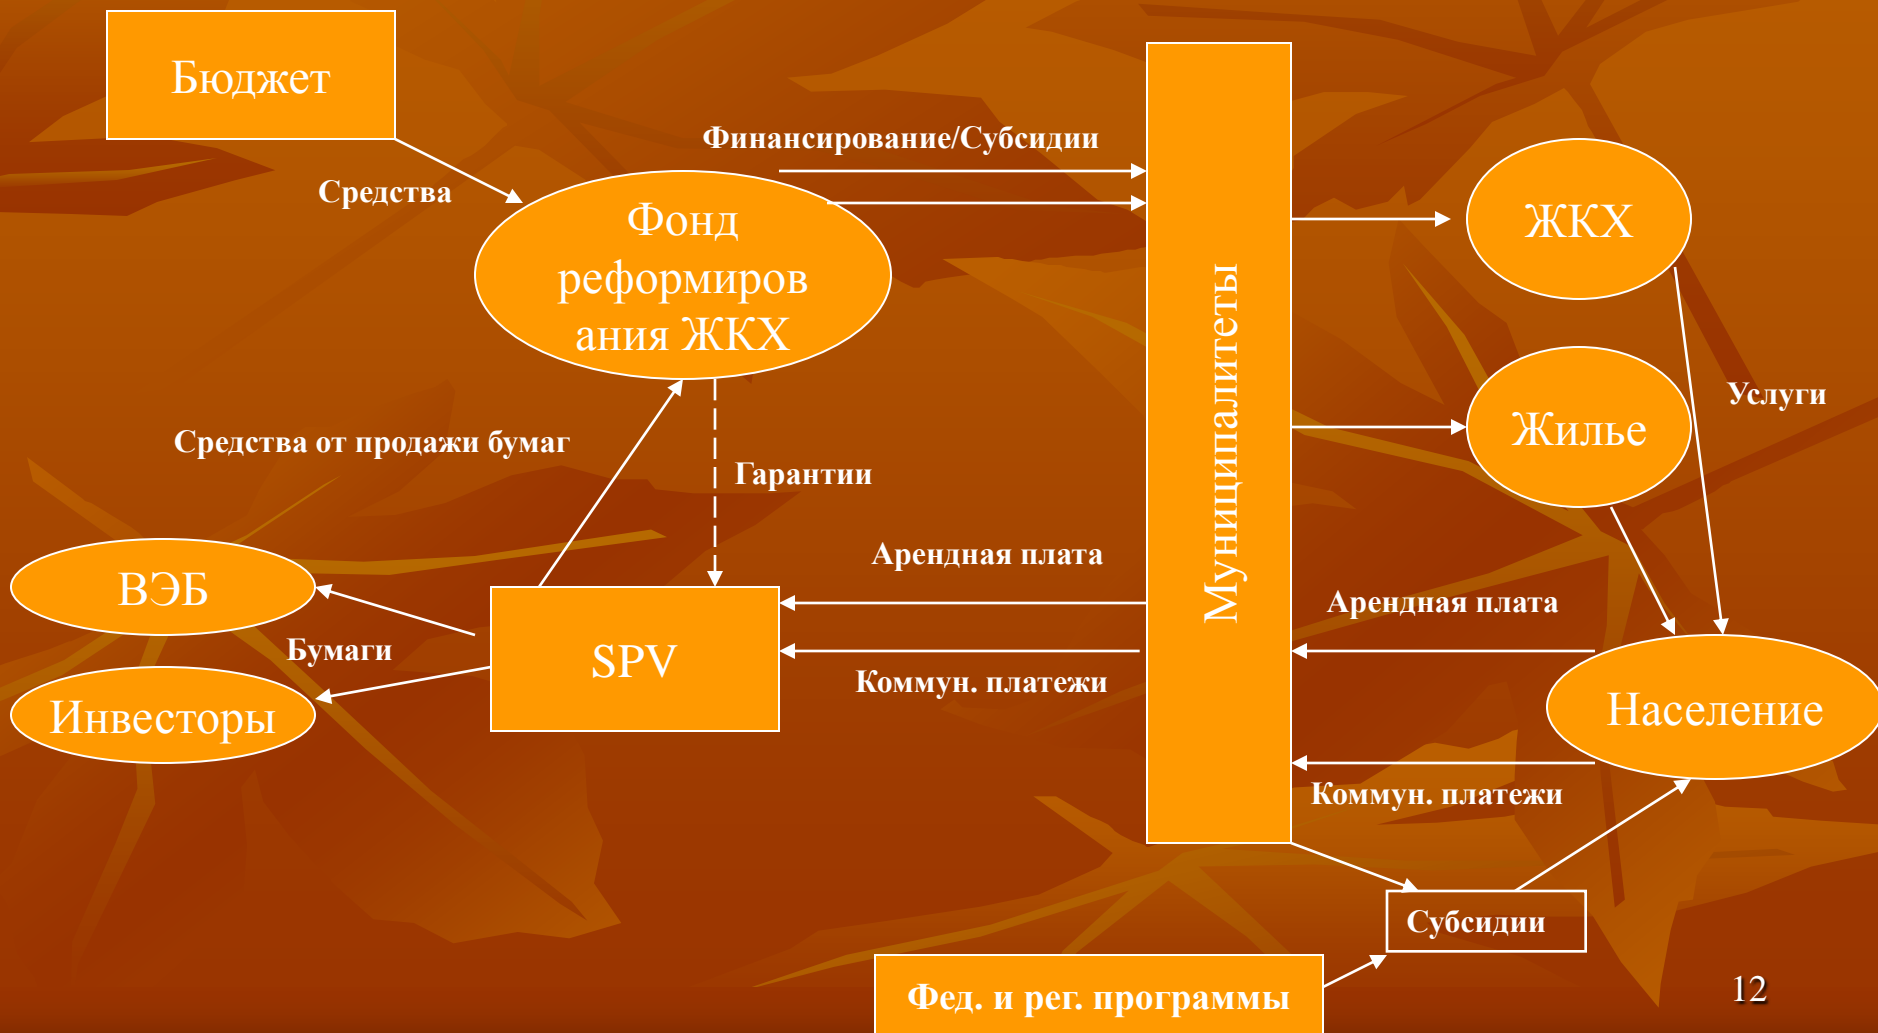 Бюджет
Финансирование/Субсидии
Средства
Фонд
реформиров
ания ЖКХ
Муниципалитеты
ЖКХ
Жилье
Услуги
Средства от продажи бумаг
Гарантии
ВЭБ
Бумаги
Инвесторы
SPV
Арендная плата
Коммун. платежи
Арендная плата
Население
Коммун. платежи
Субсидии
Фед. и рег. программы
12